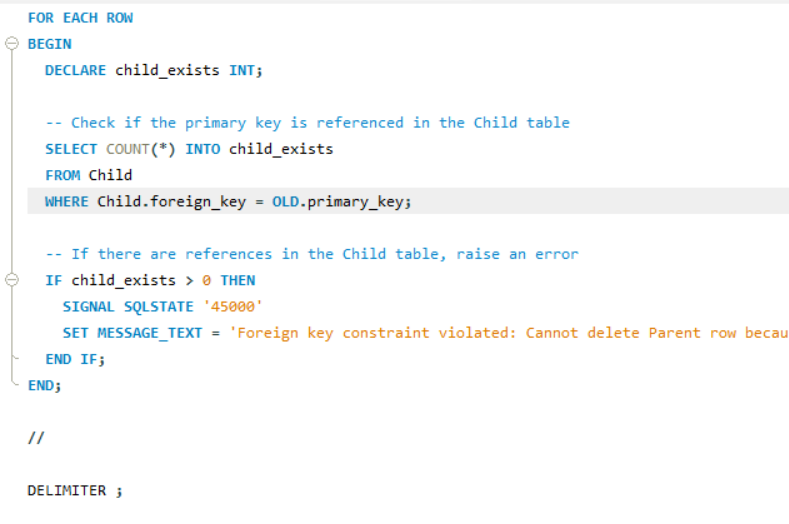 FOR EACH ROW
BEGIN
DECLARE child_exists INT;
-- Check if the primary key is referenced in the Child table
SELECT COUNT(*) INTO child_exists
FROM Child
WHERE Child.foreign_key = OLD.primary_key;
-- If there are references in the Child table, raise an error
IF child_exists > 0 THEN
SIGNAL SQLSTATE '45000'
SET MESSAGE_TEXT = 'Foreign key constraint violated: Cannot delete Parent row becau
END IF;
END;
//
DELIMITER ;